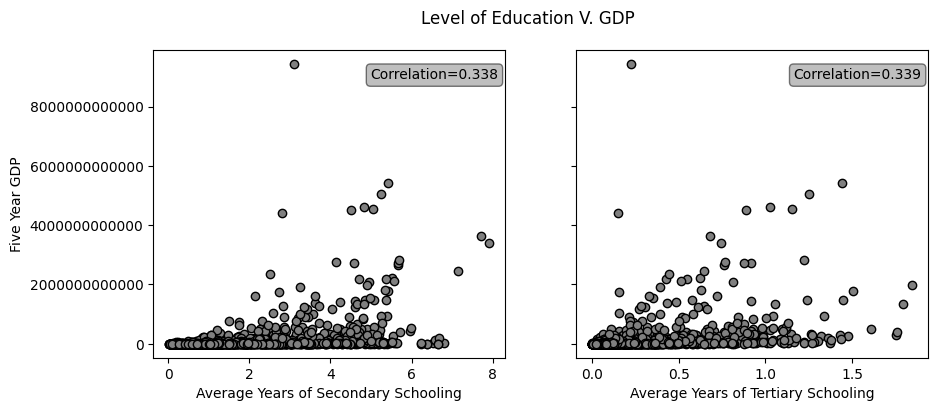 Level of Education V. GDP
Correlation=0.338
Correlation=0.339
Five Year GDP
8000000000000
6000000000000
4000000000000
2000000000000
0
0 2 4 6 8
0.0 0.5 1.0 1.5
Average Years of Secondary Schooling
Average Years of Tertiary Schooling